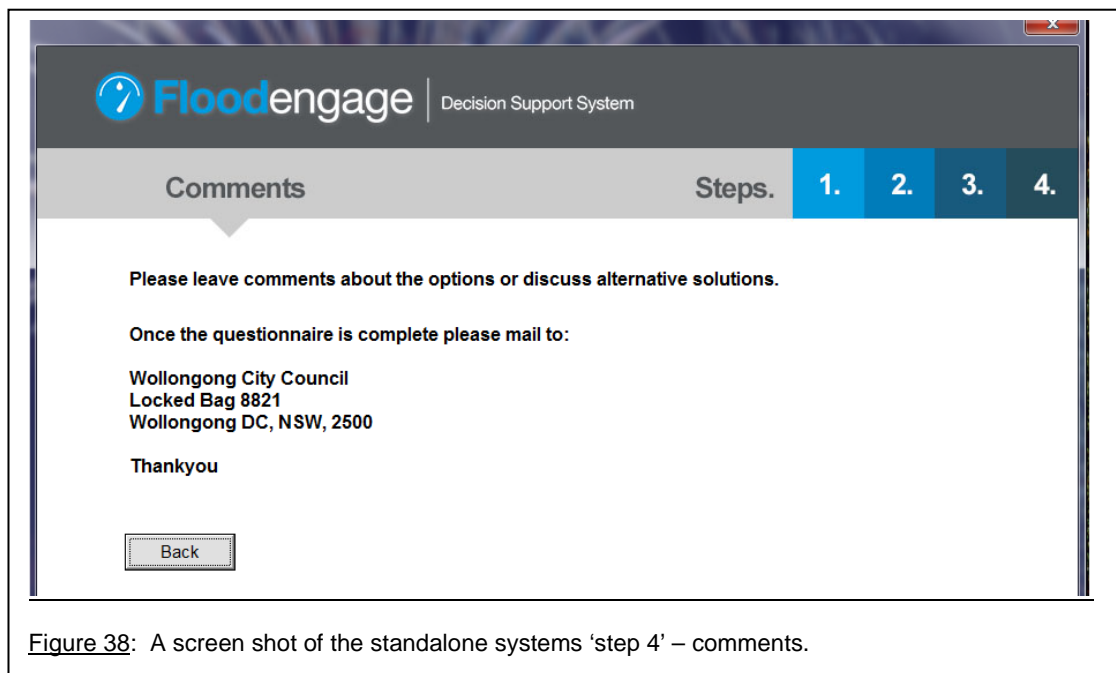 x
Floodengage | Decision Support System
Comments Steps. 1. 2. 3. 4.
Please leave comments about the options or discuss alternative solutions.
Once the questionnaire is complete please mail to:
Wollongong City Council
Locked Bag 8821
Wollongong DC, NSW, 2500
Thankyou
Back
Figure 38: A screen shot of the standalone systems ‘step 4’ – comments.